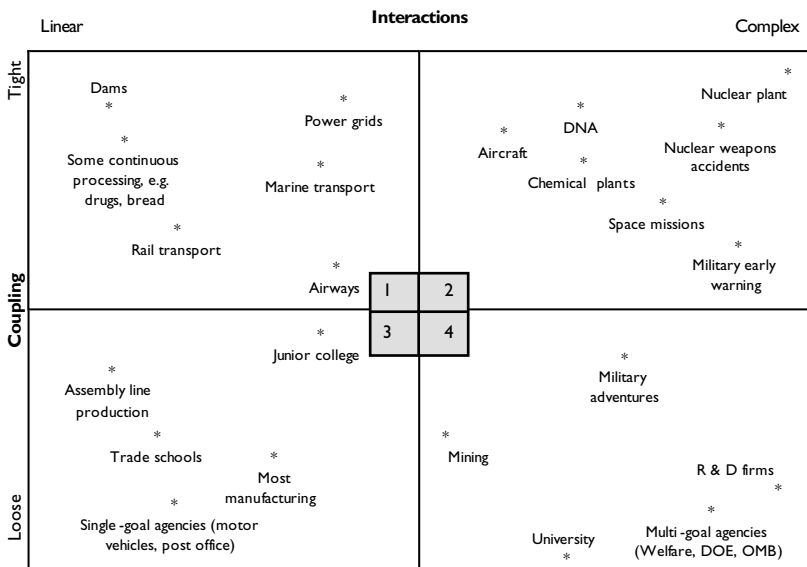 Interactions
Linear
Complex
Tight
Coupling
Loose
Dams
*
*
Some continuous
processing, e.g.
drugs, bread
*
Power grids
*
Marine transport
*
Rail transport
*
Airways
*
Nuclear plant
*
DNA
*
Aircraft
*
Nuclear weapons
accidents
*
Chemical plants
*
Space missions
*
Military early
warning
1
2
3
4
*
Junior college
*
Assembly line
production
*
Trade schools
*
Most
manufacturing
*
Single-goal agencies (motor
vehicles, post office)
*
Military
adventures
*
Mining
R & D firms
*
*
Multi-goal agencies
(Welfare, DOE, OMB)
University
*